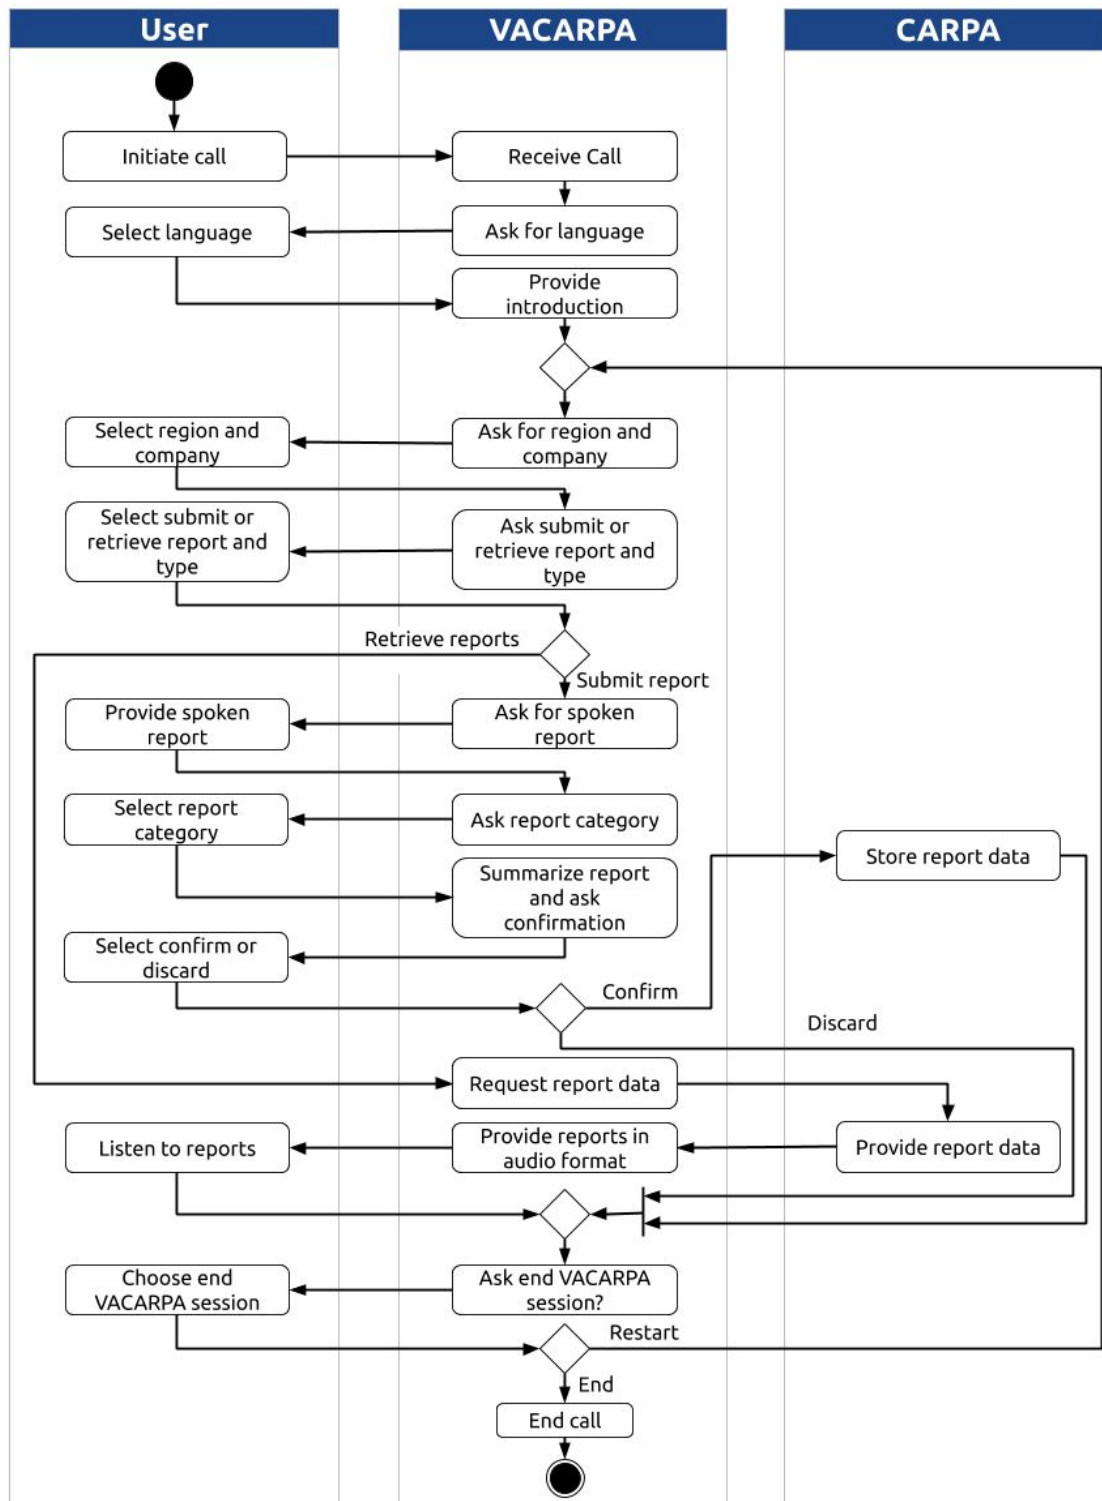 User
VACARPA
CARPA
Initiate call
Receive Call
Select language
Ask for language
Provide
introduction
Select region and
company
Ask for region and
company
Select submit or
retrieve report and
type
Ask submit or
retrieve report and
type
Retrieve reports
Submit report
Provide spoken
report
Ask for spoken
report
Select report
category
Ask report category
Store report data
Summarize report
and ask
confirmation
Select confirm or
discard
Confirm
Discard
Request report data
Listen to reports
Provide reports in
audio format
Provide report data
Choose end
VACARPA session
Ask end VACARPA
session?
Restart
End
End call